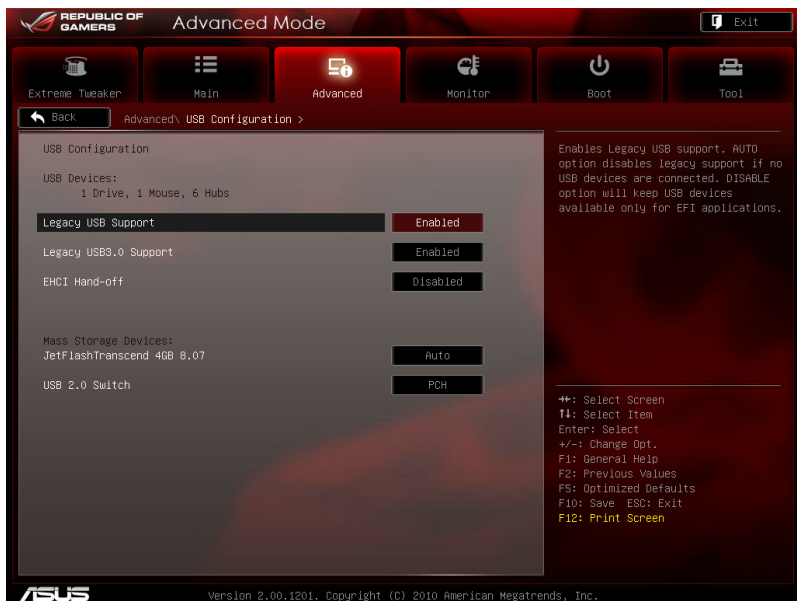 REPUBLIC OF
GAMERS
Advanced Mode
Exit
Extreme Tweaker
Main
Advanced
Monitor
Boot
Tool
Back
Advanced\ USB Configuration >
USB Configuration
USB Devices:
1 Drive, 1 Mouse, 6 Hubs
Legacy USB Support
Enabled
Legacy USB3.0 Support
Enabled
EHCI Hand-off
Disabled
Mass Storage Devices:
JetFlashTranscend 4GB 8.07
Auto
USB 2.0 Switch
PCH
Enables Legacy USB support. AUTO
option disables legacy support if no
USB devices are connected. DISABLE
option will keep USB devices
available only for EFI applications.
→←: Select Screen
↑↓: Select Item
Enter: Select
+/-: Change Opt.
F1: General Help
F2: Previous Values
F5: Optimized Defaults
F10: Save ESC: Exit
F12: Print Screen
ASUS
Version 2.00.1201. Copyright (C) 2010 American Megatrends, Inc.